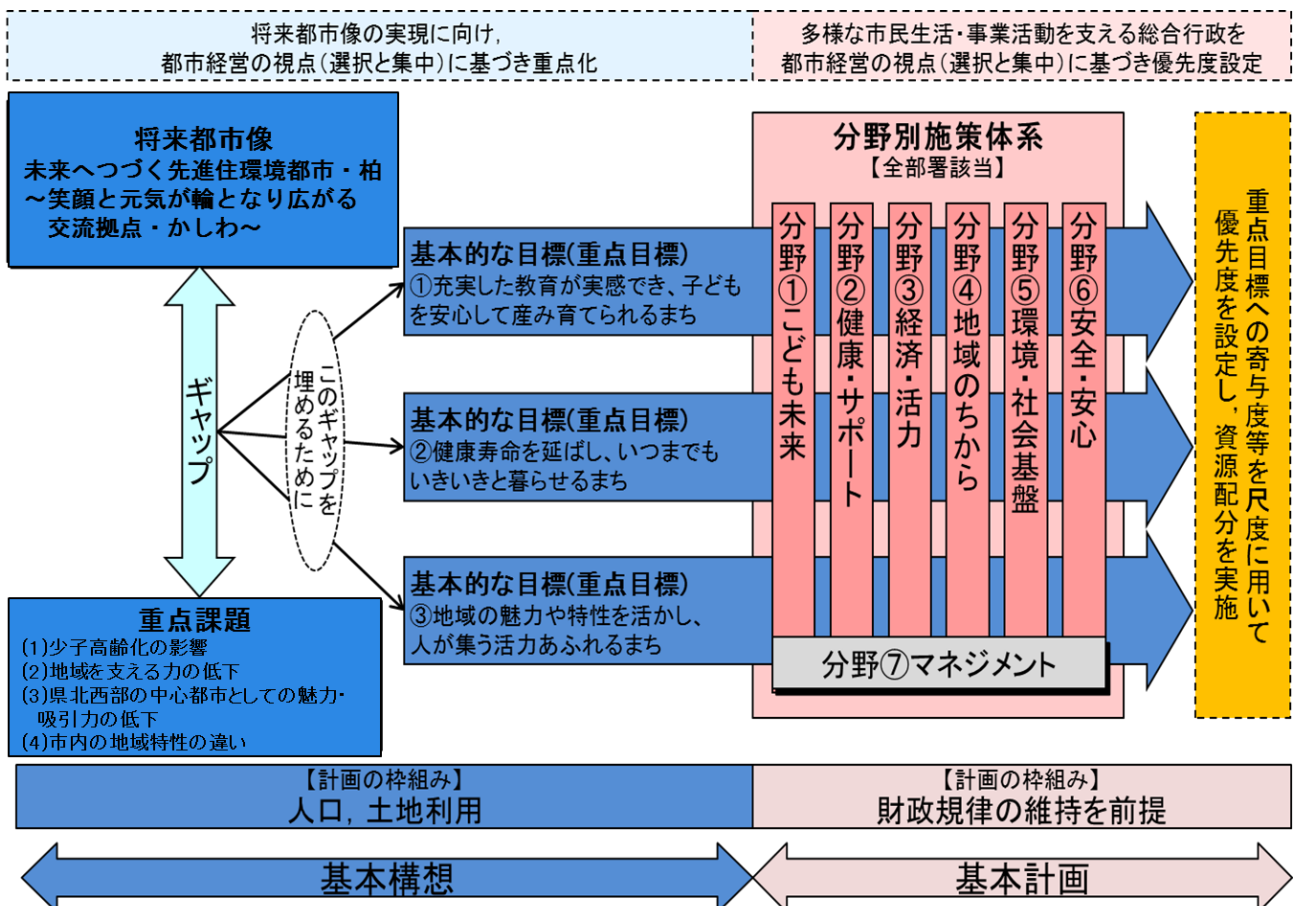 将来都市像の実現に向け,
都市経営の視点(選択と集中)に基づき重点化
多様な市民生活・事業活動を支える総合行政を
都市経営の視点(選択と集中)に基づき優先度設定
将来都市像
未来へつづく先進住環境都市・柏
~笑顔と元気が輪となり広がる
交流拠点・かしわ~
ギャップ
このギャップを
埋めるために
重点課題
(1)少子高齢化の影響
(2)地域を支える力の低下
(3)県北西部の中心都市としての魅力・
吸引力の低下
(4)市内の地域特性の違い
基本的な目標(重点目標)
①充実した教育が実感でき、子ども
を安心して産み育てられるまち
基本的な目標(重点目標)
②健康寿命を延ばし、いつまでも
いきいきと暮らせるまち
基本的な目標(重点目標)
③地域の魅力や特性を活かし、
人が集う活力あふれるまち
分野別施策体系
【全部署該当】
分野①こども未来
分野②健康・サポート
分野③経済・活力
分野④地域のちから
分野⑤環境・社会基盤
分野⑥安全・安心
分野⑦マネジメント
重点目標への寄与度等を尺度に用いて
優先度を設定し,資源配分を実施
【計画の枠組み】
人口,土地利用
【計画の枠組み】
財政規律の維持を前提
基本構想
基本計画